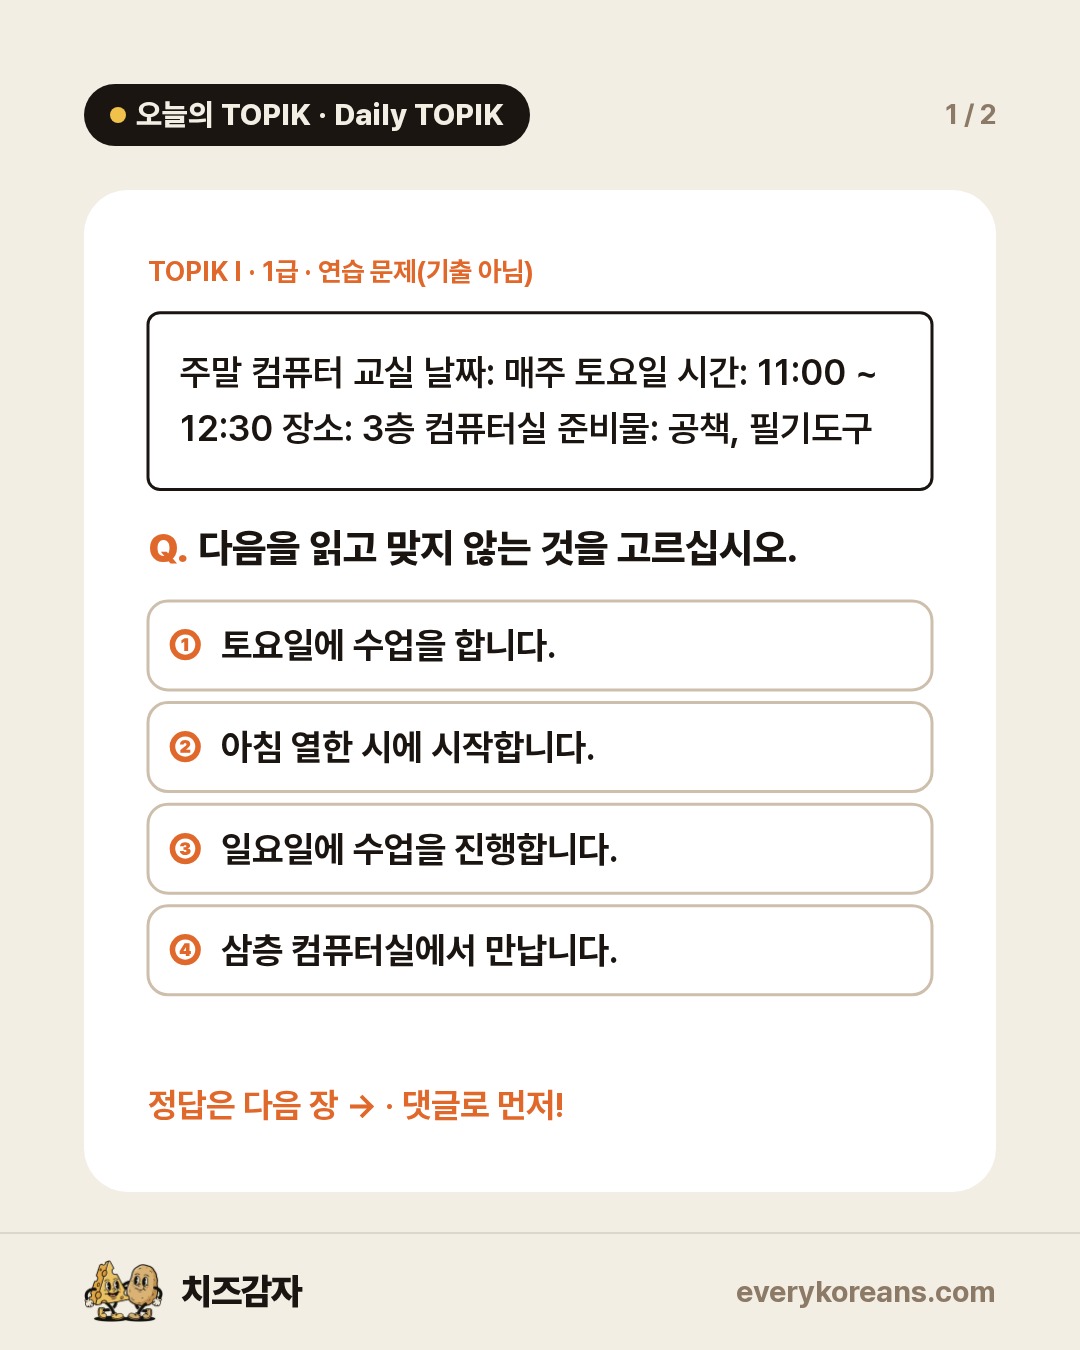 오늘의 TOPIK · Daily TOPIK
1 / 2
TOPIK I · 1급 · 연습 문제(기출 아님)
주말 컴퓨터 교실 날짜: 매주 토요일 시간: 11:00 ~
12:30 장소: 3층 컴퓨터실 준비물: 공책, 필기도구
Q. 다음을 읽고 맞지 않는 것을 고르십시오.
❶ 토요일에 수업을 합니다.
❷ 아침 열한 시에 시작합니다.
❸ 일요일에 수업을 진행합니다.
❹ 삼층 컴퓨터실에서 만납니다.
정답은 다음 장 → · 댓글로 먼저!
치즈감자
everykoreans.com